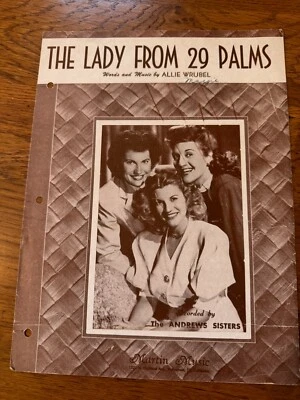 THE LADY FROM 29 PALMS
Words and Music by ALLIE WRUBEL
recorded by
The ANDREWS SISTERS
Martin Music